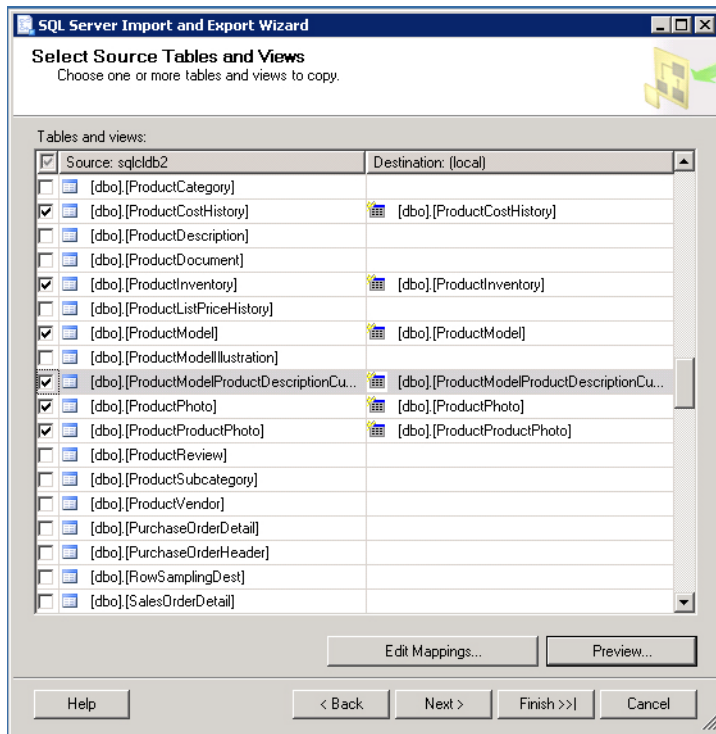 SQL Server Import and Export Wizard
Select Source Tables and Views
Choose one or more tables and views to copy.
Tables and views:
Source: sqlcldb2 Destination: (local)
[dbo].[ProductCategory]
[dbo].[ProductCostHistory] [dbo].[ProductCostHistory]
[dbo].[ProductDescription]
[dbo].[ProductDocument]
[dbo].[ProductInventory] [dbo].[ProductInventory]
[dbo].[ProductListPriceHistory]
[dbo].[ProductModel] [dbo].[ProductModel]
[dbo].[ProductModelIllustration]
[dbo].[ProductModelProductDescriptionCu... [dbo].[ProductModelProductDescriptionCu...
[dbo].[ProductPhoto] [dbo].[ProductPhoto]
[dbo].[ProductProductPhoto] [dbo].[ProductProductPhoto]
[dbo].[ProductReview]
[dbo].[ProductSubcategory]
[dbo].[ProductVendor]
[dbo].[PurchaseOrderDetail]
[dbo].[PurchaseOrderHeader]
[dbo].[RowSamplingDest]
[dbo].[SalesOrderDetail]
Edit Mappings... Preview...
Help < Back Next > Finish >>| Cancel